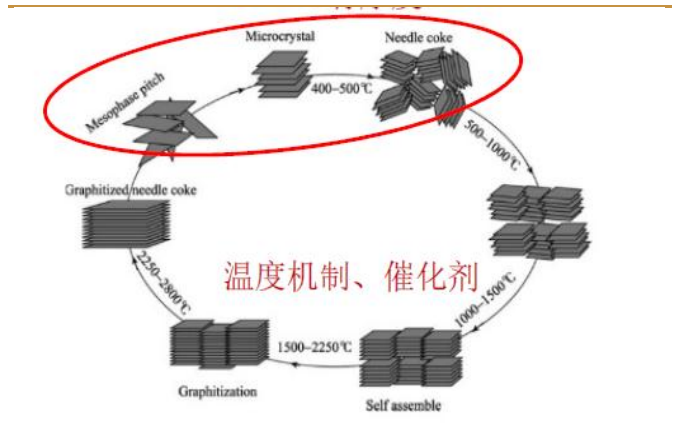 Microcrystal
Needle coke
Mesophase pitch
400–500℃
500–1000℃
Graphitized needle coke
温度机制、催化剂
2250–2800℃
1000–1500℃
1500–2250℃
Graphitization
Self assemble